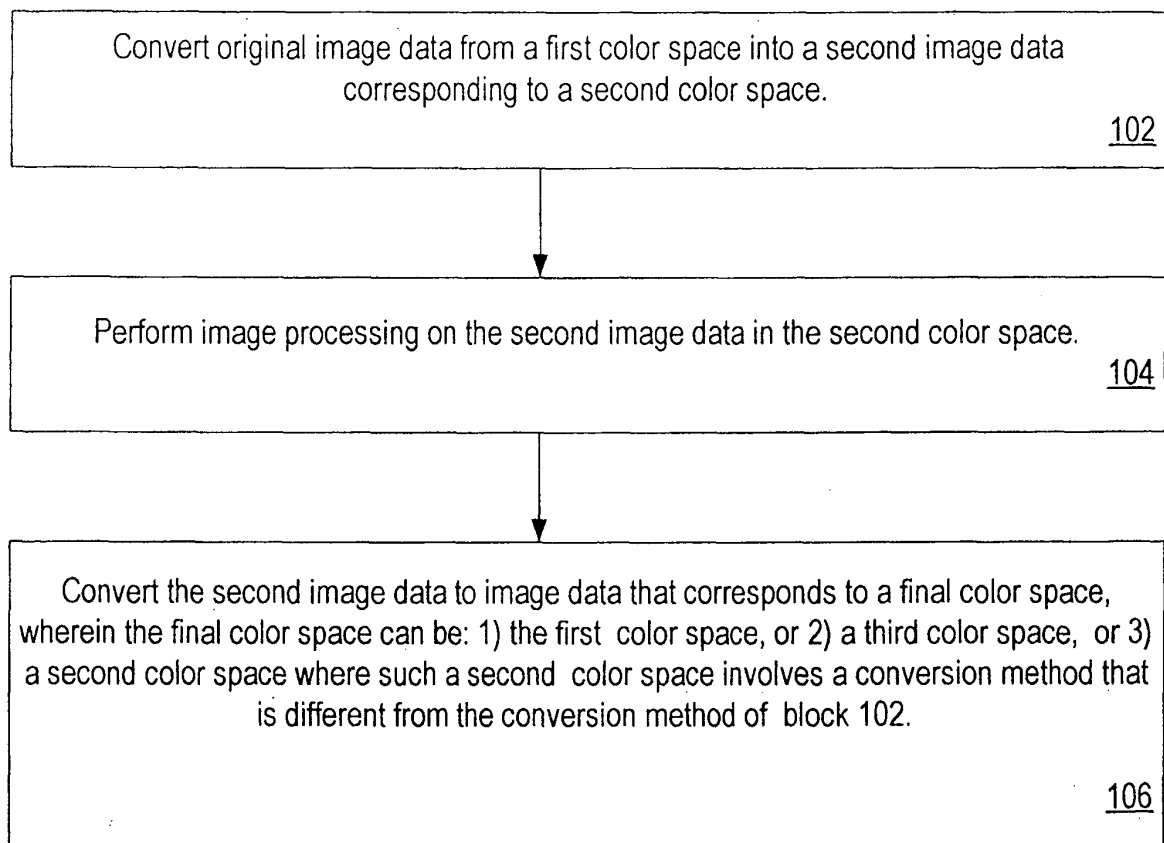 Convert original image data from a first color space into a second image data
corresponding to a second color space.
102
Perform image processing on the second image data in the second color space.
104
Convert the second image data to image data that corresponds to a final color space,
wherein the final color space can be: 1) the first color space, or 2) a third color space, or 3)
a second color space where such a second color space involves a conversion method that
is different from the conversion method of block 102.
106